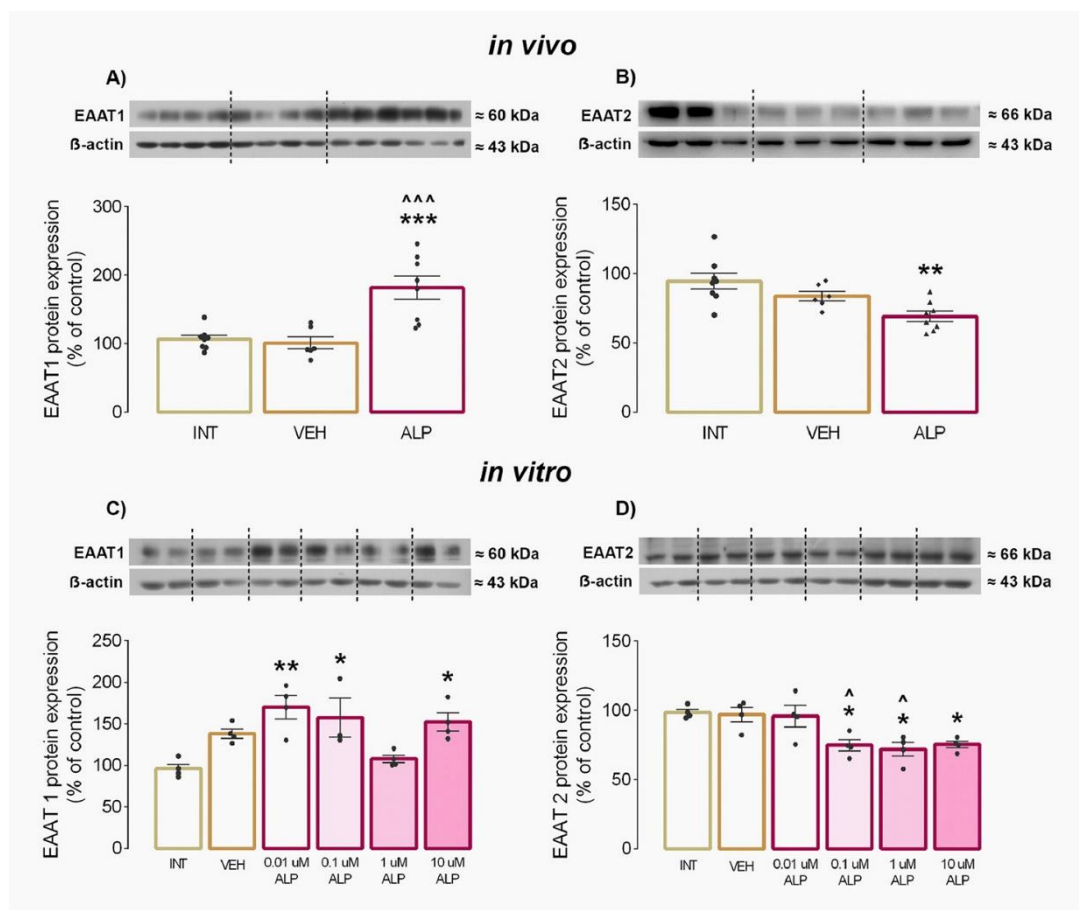 in vivo
A)
EAAT1
≈ 60 kDa
ß-actin
≈ 43 kDa
EAAT1 protein expression
(% of control)
300
200
100
0
^^^
***
INT
VEH
ALP
B)
EAAT2
≈ 66 kDa
ß-actin
≈ 43 kDa
EAAT2 protein expression
(% of control)
150
100
50
0
**
INT
VEH
ALP
in vitro
C)
EAAT1
≈ 60 kDa
ß-actin
≈ 43 kDa
EAAT 1 protein expression
(% of control)
250
200
150
100
50
0
**
*
*
INT
VEH
0.01 uM
ALP
0.1 uM
ALP
1 uM
ALP
10 uM
ALP
D)
EAAT2
≈ 66 kDa
ß-actin
≈ 43 kDa
EAAT 2 protein expression
(% of control)
150
100
50
0
^
*
^
*
*
INT
VEH
0.01 uM
ALP
0.1 uM
ALP
1 uM
ALP
10 uM
ALP